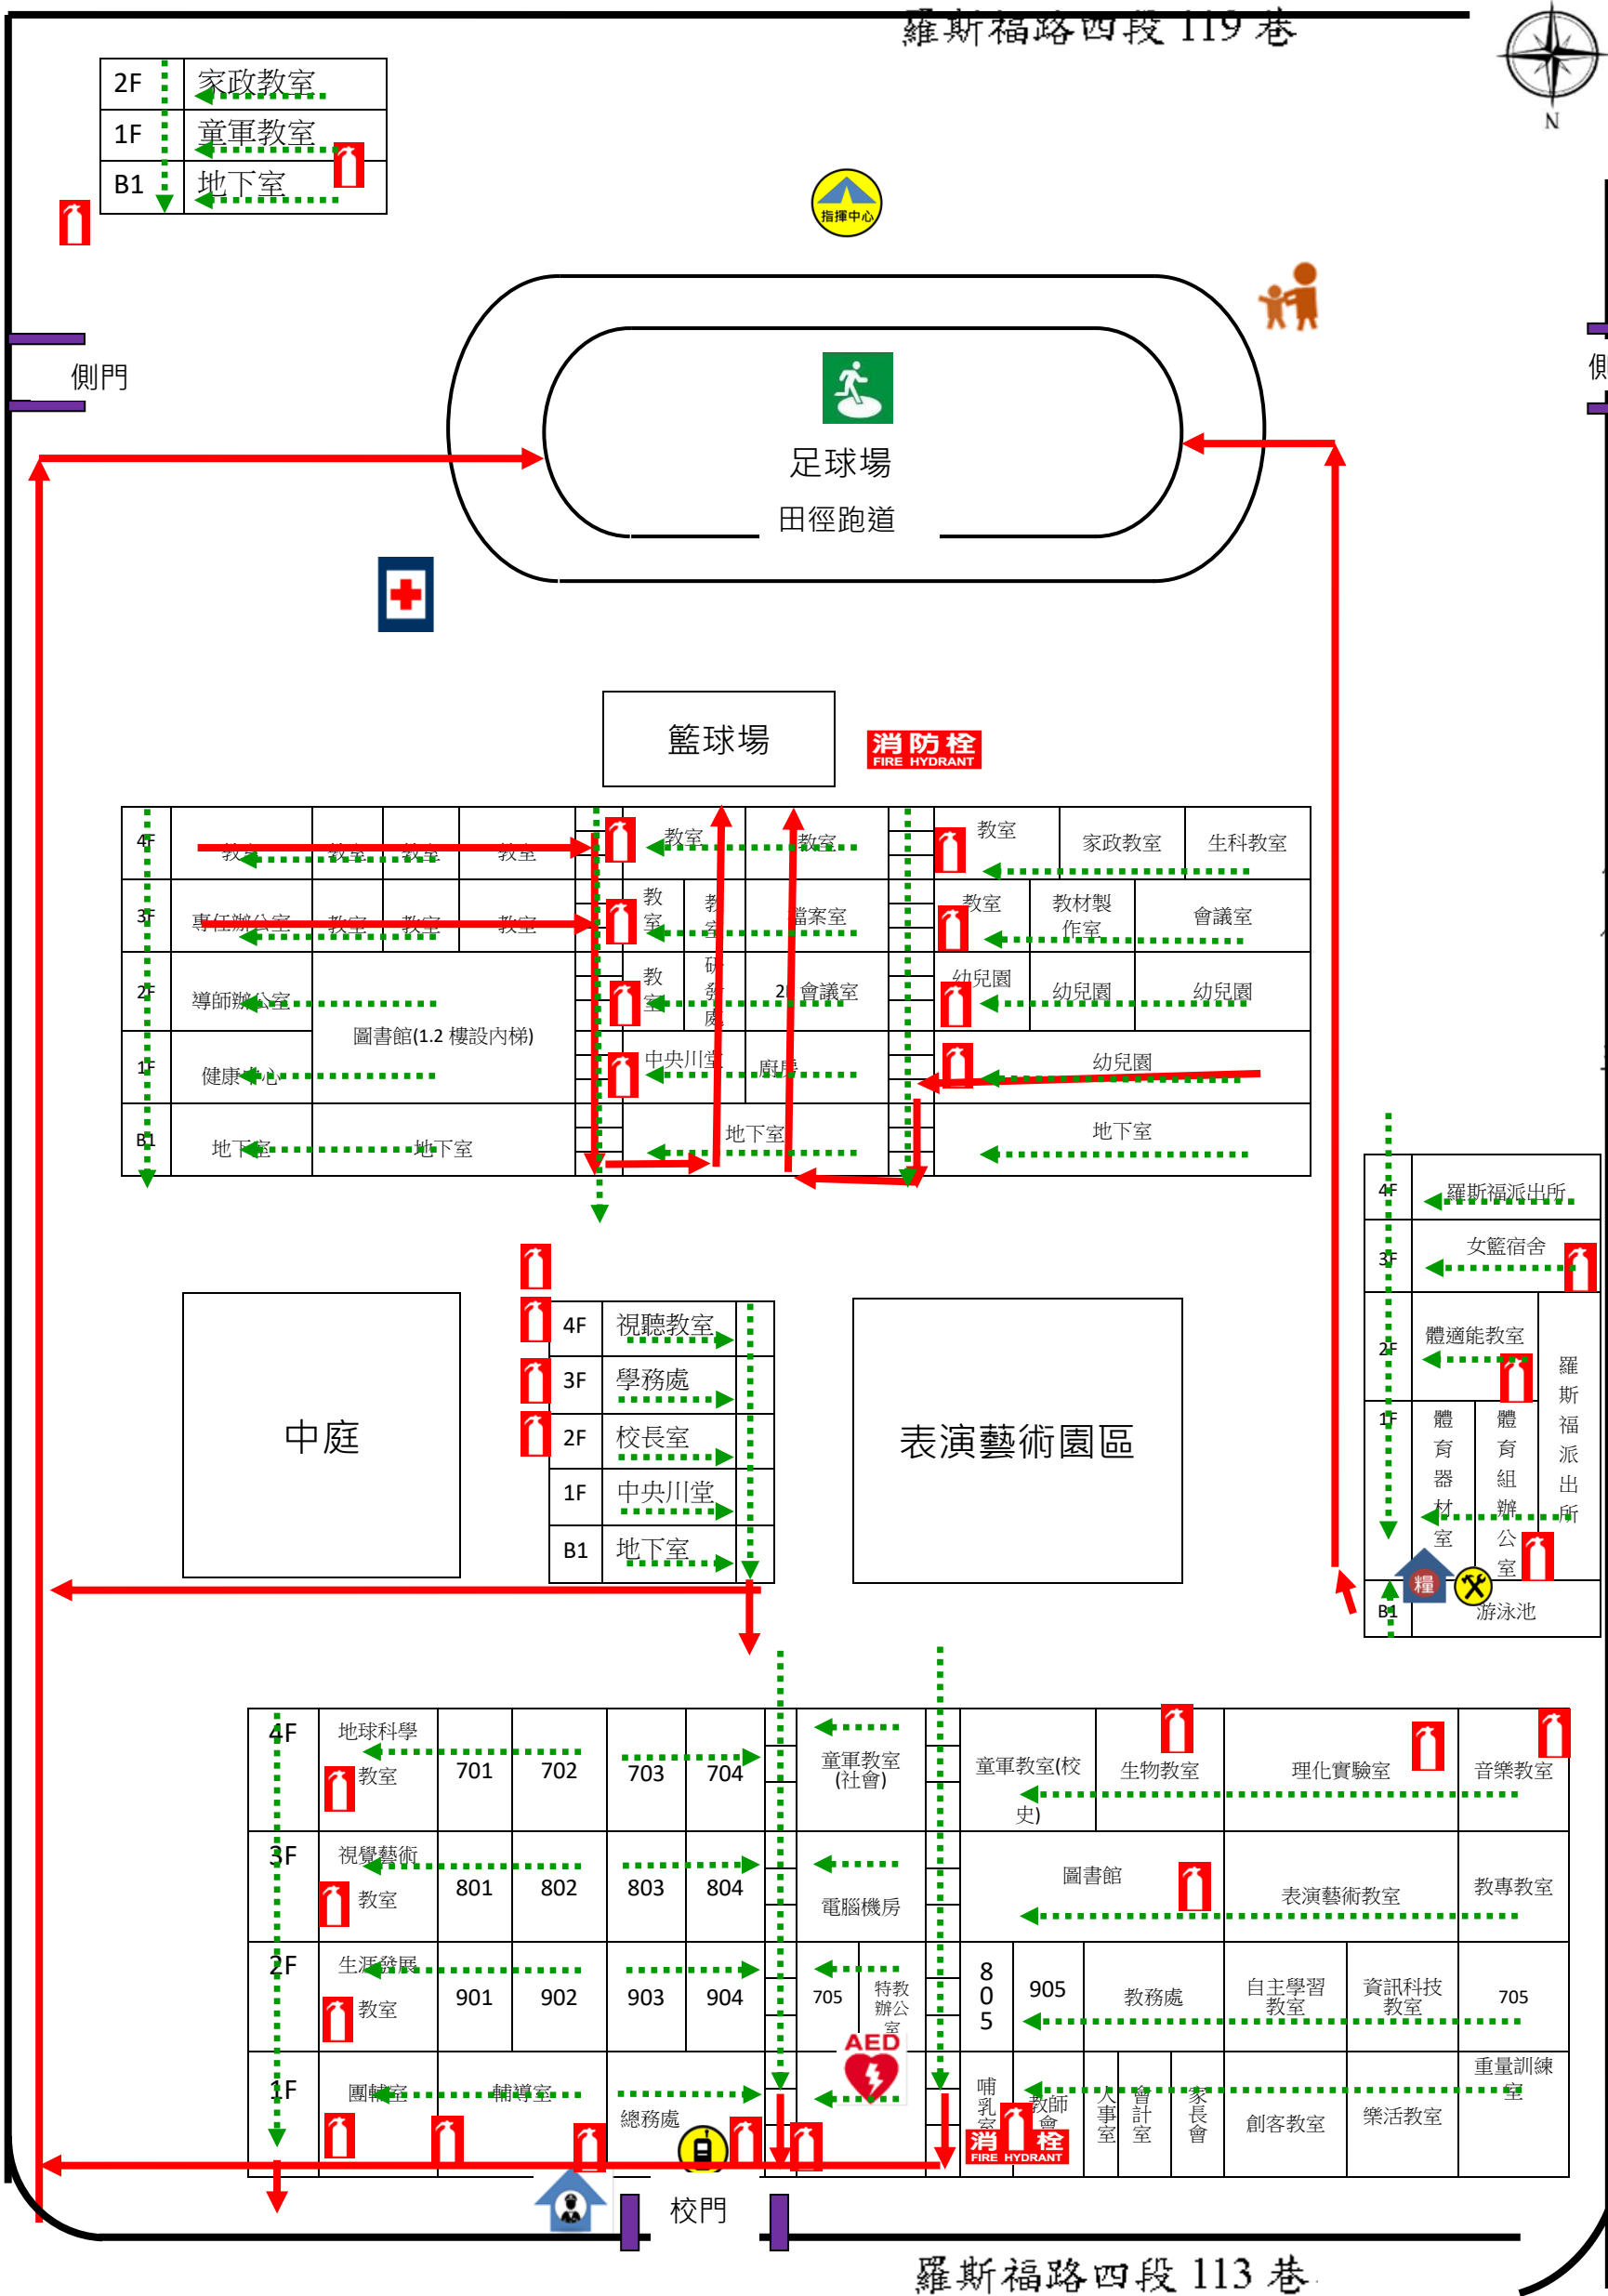 羅斯福路四段 119 巷
N
2F 家政教室
1F 童軍教室
B1 地下室
指揮中心
側門
側
足球場
田徑跑道
籃球場
消防栓
FIRE HYDRANT
4F 教室 教室 教室 教室 教室 教室 教室 家政教室 生科教室
3F 專任辦公室 教室 教室 教室 教室 教室 檔案室 教室 教材製作室 會議室
2F 導師辦公室 圖書館(1.2 樓設內梯) 教室 研發處 2F 會議室 幼兒園 幼兒園 幼兒園
1F 健康中心 中央川堂 廚房 幼兒園
B1 地下室 地下室 地下室 地下室
4F 羅斯福派出所
3F 女籃宿舍
2F 體適能教室 羅斯福派出所
1F 體育器材室 體育組辦公室
糧
B1 游泳池
中庭
4F 視聽教室
3F 學務處
2F 校長室
1F 中央川堂
B1 地下室
表演藝術園區
4F 地球科學教室 701 702 703 704 童軍教室(社會) 童軍教室(校史) 生物教室 理化實驗室 音樂教室
3F 視覺藝術教室 801 802 803 804 電腦機房 圖書館 表演藝術教室 教專教室
2F 生涯發展教室 901 902 903 904 705 特教辦公室 805 905 教務處 自主學習教室 資訊科技教室 705
AED
1F 團輔室 輔導室 總務處 哺乳室 教師會 人事室 會計室 家長會 創客教室 樂活教室 重量訓練室
消 栓
FIRE HYDRANT
校門
羅斯福路四段 113 巷